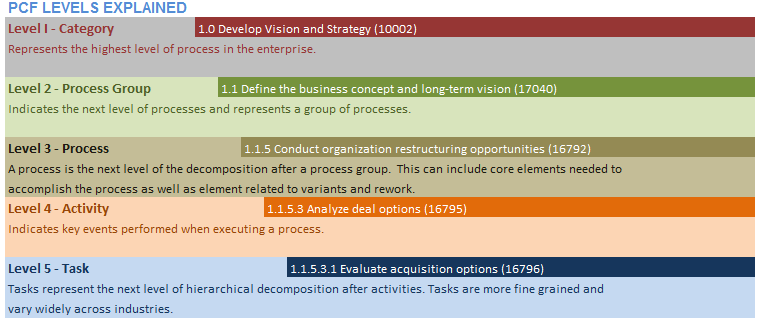 PCF LEVELS EXPLAINED
Level I - Category 1.0 Develop Vision and Strategy (10002)
Represents the highest level of process in the enterprise.
Level 2 - Process Group 1.1 Define the business concept and long-term vision (17040)
Indicates the next level of processes and represents a group of processes.
Level 3 - Process 1.1.5 Conduct organization restructuring opportunities (16792)
A process is the next level of the decomposition after a process group. This can include core elements needed to
accomplish the process as well as element related to variants and rework.
Level 4 - Activity 1.1.5.3 Analyze deal options (16795)
Indicates key events performed when executing a process.
Level 5 - Task 1.1.5.3.1 Evaluate acquisition options (16796)
Tasks represent the next level of hierarchical decomposition after activities. Tasks are more fine grained and
vary widely across industries.